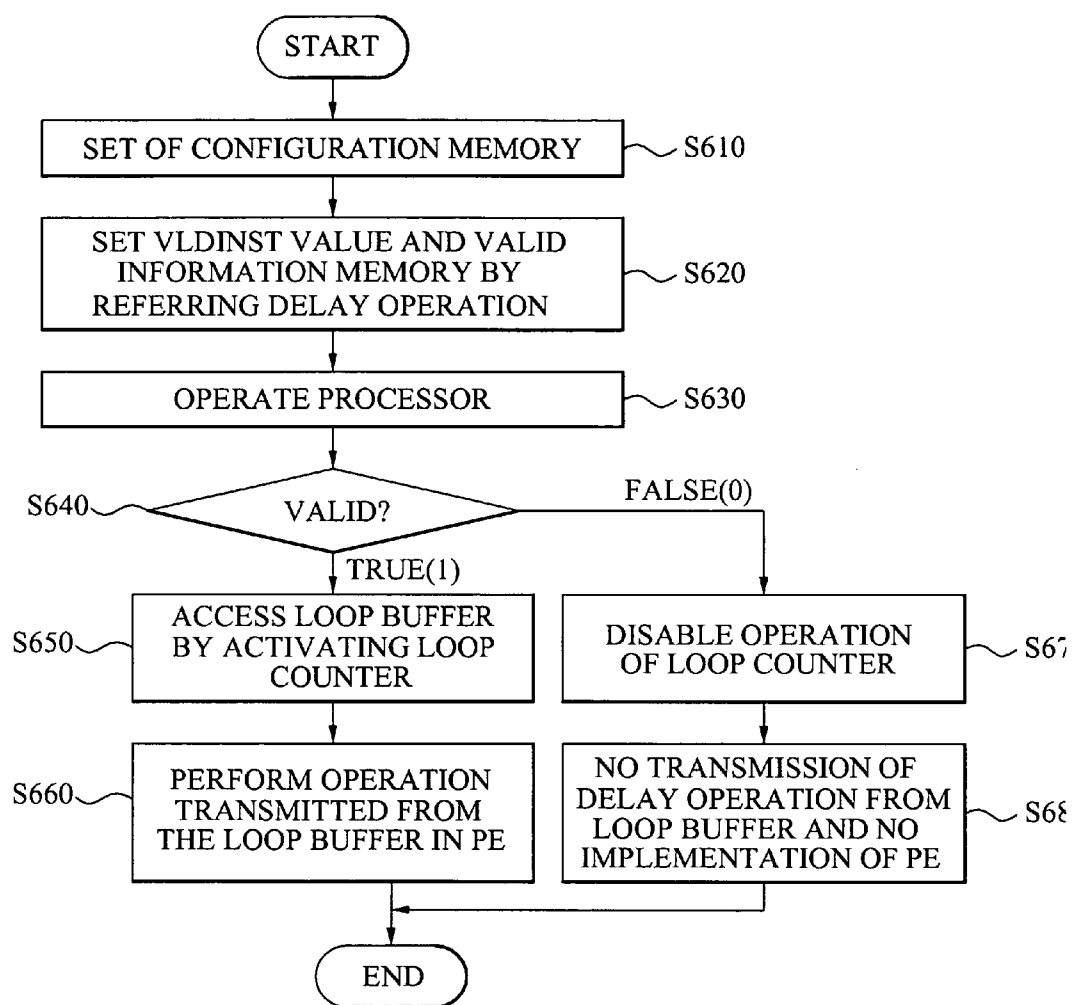 START
SET OF CONFIGURATION MEMORY
S610
SET VLDINST VALUE AND VALID
INFORMATION MEMORY BY
REFERRING DELAY OPERATION
S620
OPERATE PROCESSOR
S630
S640
VALID?
FALSE(0)
TRUE(1)
S650
ACCESS LOOP BUFFER
BY ACTIVATING LOOP
COUNTER
DISABLE OPERATION
OF LOOP COUNTER
S67
S660
PERFORM OPERATION
TRANSMITTED FROM
THE LOOP BUFFER IN PE
NO TRANSMISSION OF
DELAY OPERATION FROM
LOOP BUFFER AND NO
IMPLEMENTATION OF PE
S68
END